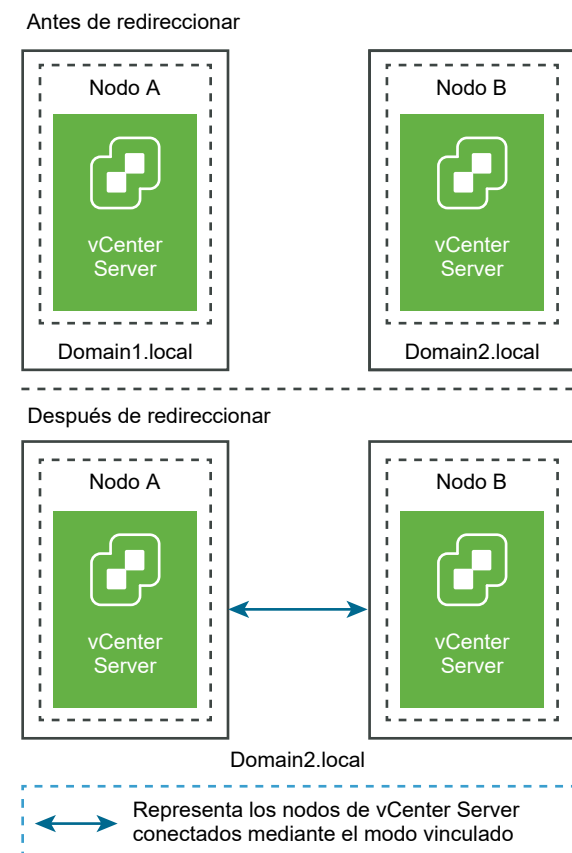 Antes de redireccionar
Nodo A
Nodo B
vCenter
Server
vCenter
Server
Domain1.local
Domain2.local
Después de redireccionar
Nodo A
Nodo B
vCenter
Server
vCenter
Server
Domain2.local
Representa los nodos de vCenter Server
conectados mediante el modo vinculado